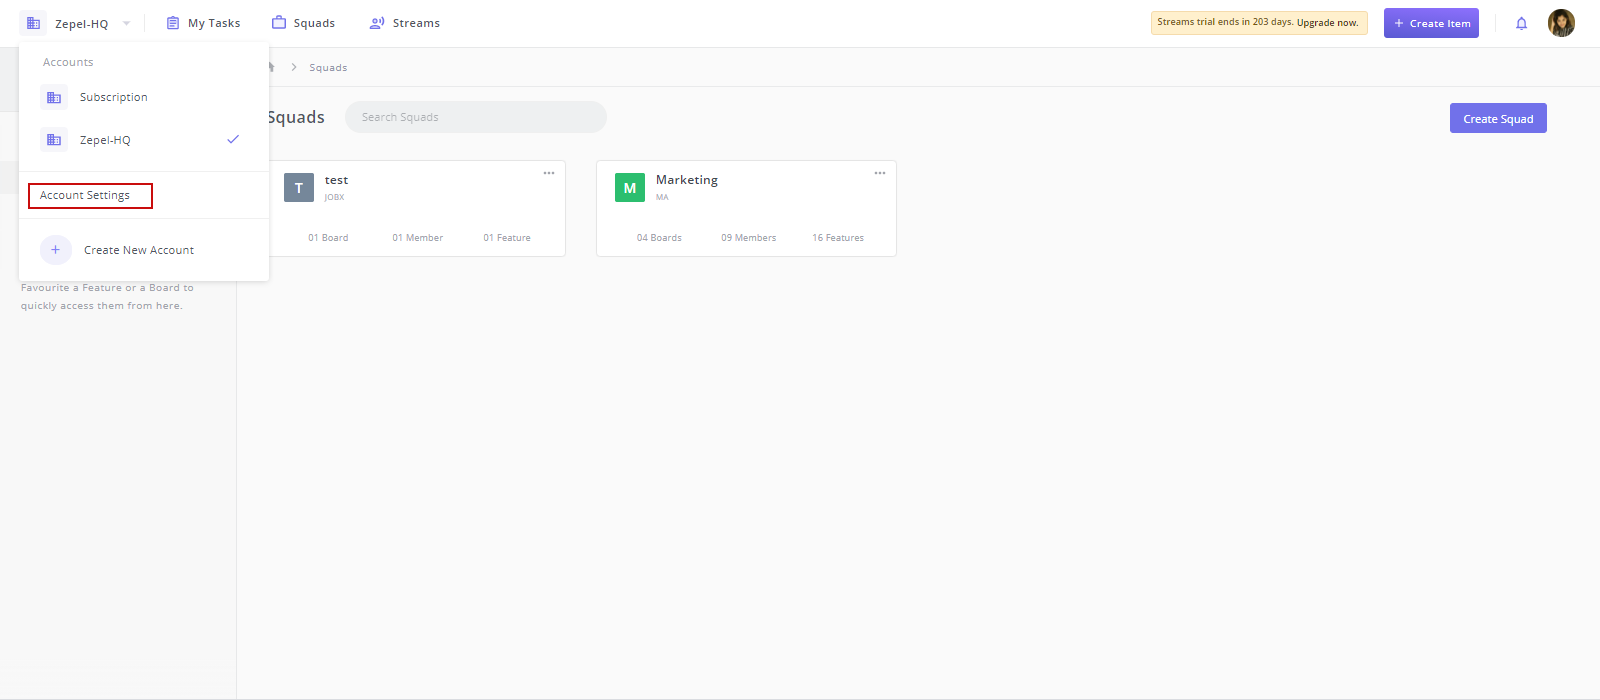 Zepel-HQ
My Tasks
Squads
Streams
Streams trial ends in 203 days. Upgrade now.
+ Create Item
Accounts
Subscription
Zepel-HQ
Account Settings
+ Create New Account
Favourite a Feature or a Board to
quickly access them from here.
Squads
Squads
Search Squads
Create Squad
T
test
JOBX
01 Board
01 Member
01 Feature
M
Marketing
MA
04 Boards
09 Members
16 Features